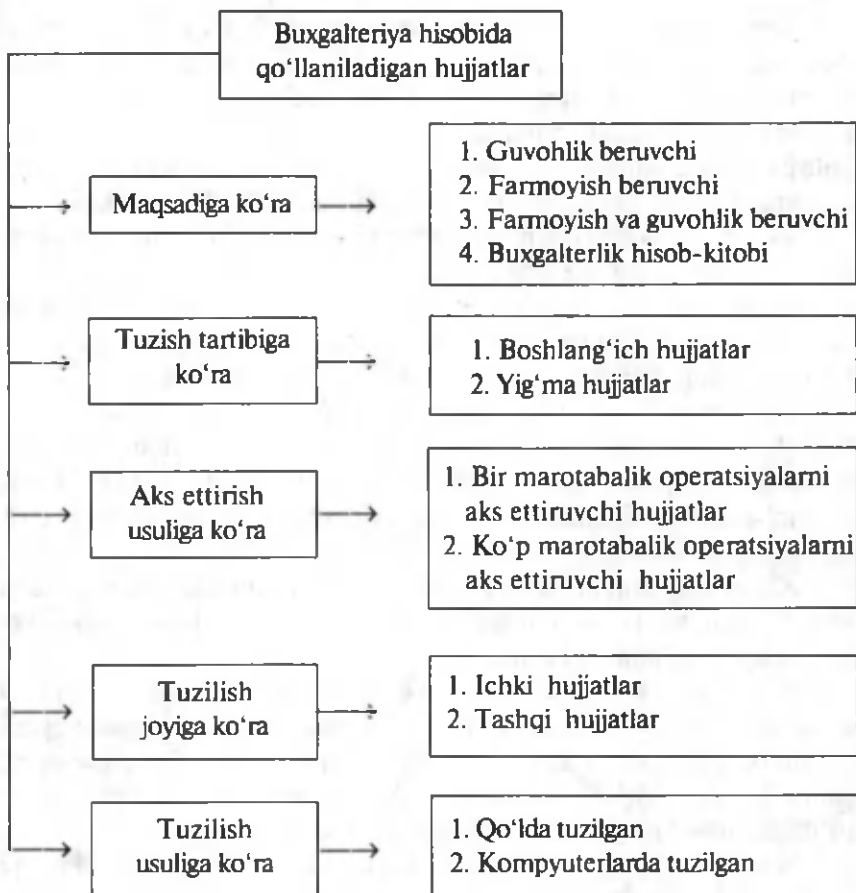 Buxgalteriya hisobida
qo‘llaniladigan hujjatlar
Maqsadiga ko‘ra
1. Guvohlik beruvchi
2. Farmoyish beruvchi
3. Farmoyish va guvohlik beruvchi
4. Buxgalterlik hisob-kitobi
Tuzish tartibiga
ko‘ra
1. Boshlang‘ich hujjatlar
2. Yig‘ma hujjatlar
Aks ettirish
usuliga ko‘ra
1. Bir marotabalik operatsiyalarni
aks ettiruvchi hujjatlar
2. Ko‘p marotabalik operatsiyalarni
aks ettiruvchi hujjatlar
Tuzilish
joyiga ko‘ra
1. Ichki hujjatlar
2. Tashqi hujjatlar
Tuzilish
usuliga ko‘ra
1. Qo‘lda tuzilgan
2. Kompyuterlarda tuzilgan